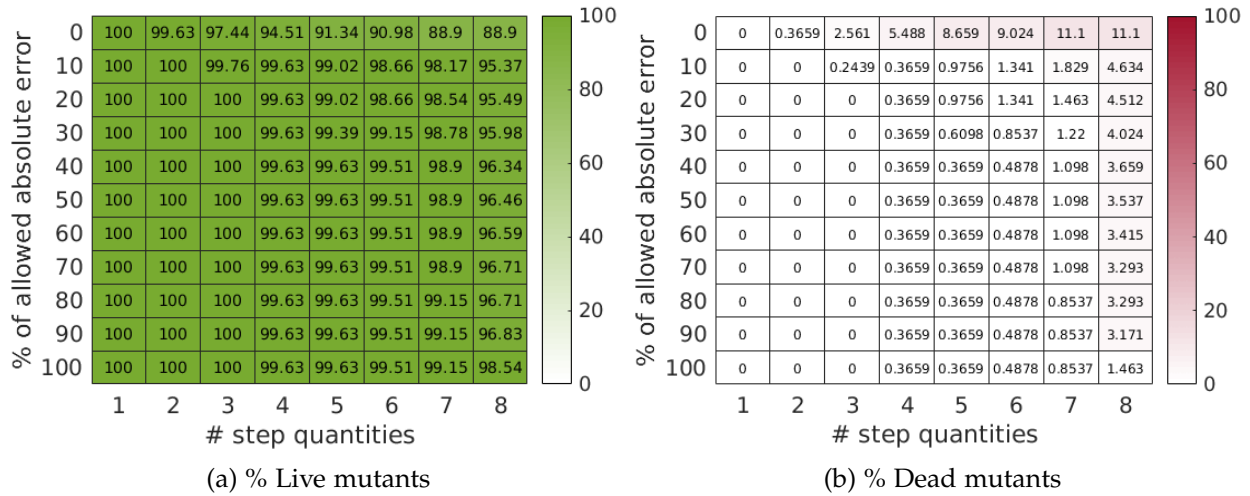 % of allowed absolute error
0 100 99.63 97.44 94.51 91.34 90.98 88.9 88.9
10 100 100 99.76 99.63 99.02 98.66 98.17 95.37
20 100 100 100 99.63 99.02 98.66 98.54 95.49
30 100 100 100 99.63 99.39 99.15 98.78 95.98
40 100 100 100 99.63 99.63 99.51 98.9 96.34
50 100 100 100 99.63 99.63 99.51 98.9 96.46
60 100 100 100 99.63 99.63 99.51 98.9 96.59
70 100 100 100 99.63 99.63 99.51 98.9 96.71
80 100 100 100 99.63 99.63 99.51 99.15 96.71
90 100 100 100 99.63 99.63 99.51 99.15 96.83
100 100 100 100 99.63 99.63 99.51 99.15 98.54
1 2 3 4 5 6 7 8
# step quantities
100
80
60
40
20
0
(a) % Live mutants
% of allowed absolute error
0 0 0.3659 2.561 5.488 8.659 9.024 11.1 11.1
10 0 0 0.2439 0.3659 0.9756 1.341 1.829 4.634
20 0 0 0 0.3659 0.9756 1.341 1.463 4.512
30 0 0 0 0.3659 0.6098 0.8537 1.22 4.024
40 0 0 0 0.3659 0.3659 0.4878 1.098 3.659
50 0 0 0 0.3659 0.3659 0.4878 1.098 3.537
60 0 0 0 0.3659 0.3659 0.4878 1.098 3.415
70 0 0 0 0.3659 0.3659 0.4878 1.098 3.293
80 0 0 0 0.3659 0.3659 0.4878 0.8537 3.293
90 0 0 0 0.3659 0.3659 0.4878 0.8537 3.171
100 0 0 0 0.3659 0.3659 0.4878 0.8537 1.463
1 2 3 4 5 6 7 8
# step quantities
100
80
60
40
20
0
(b) % Dead mutants